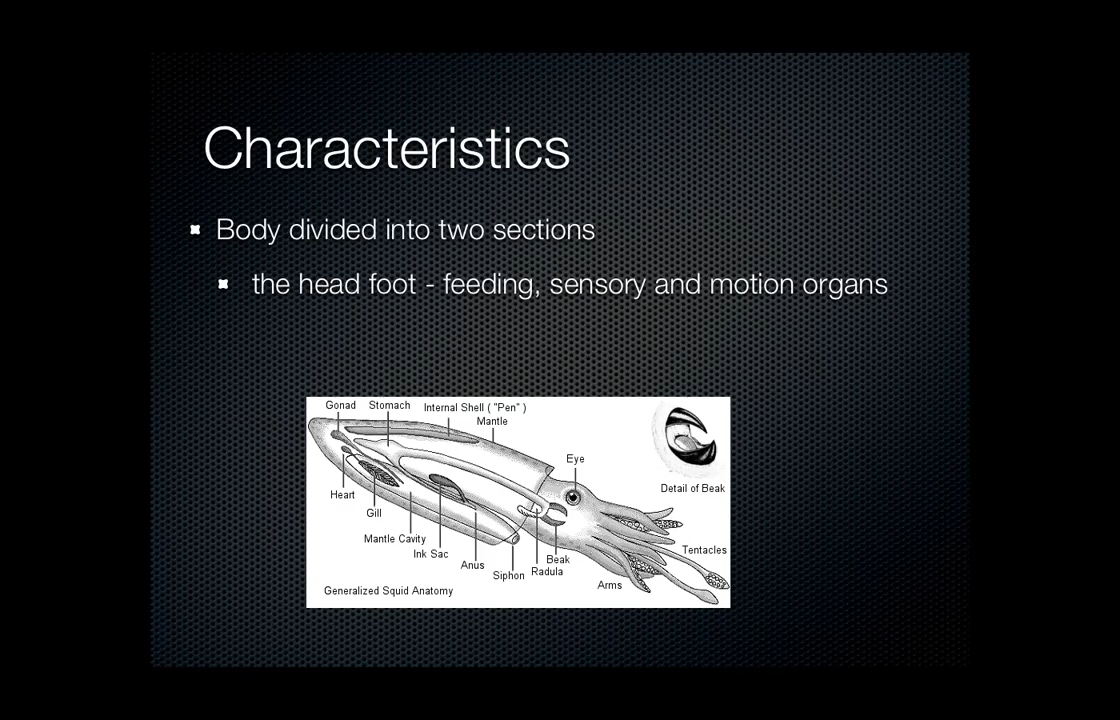 Characteristics
Body divided into two sections
the head foot - feeding, sensory and motion organs
Gonad
Stomach
Internal Shell ( "Pen" )
Mantle
Eye
Detail of Beak
Heart
Gill
Mantle Cavity
Ink Sac
Anus
Siphon
Radula
Beak
Tentacles
Arms
Generalized Squid Anatomy